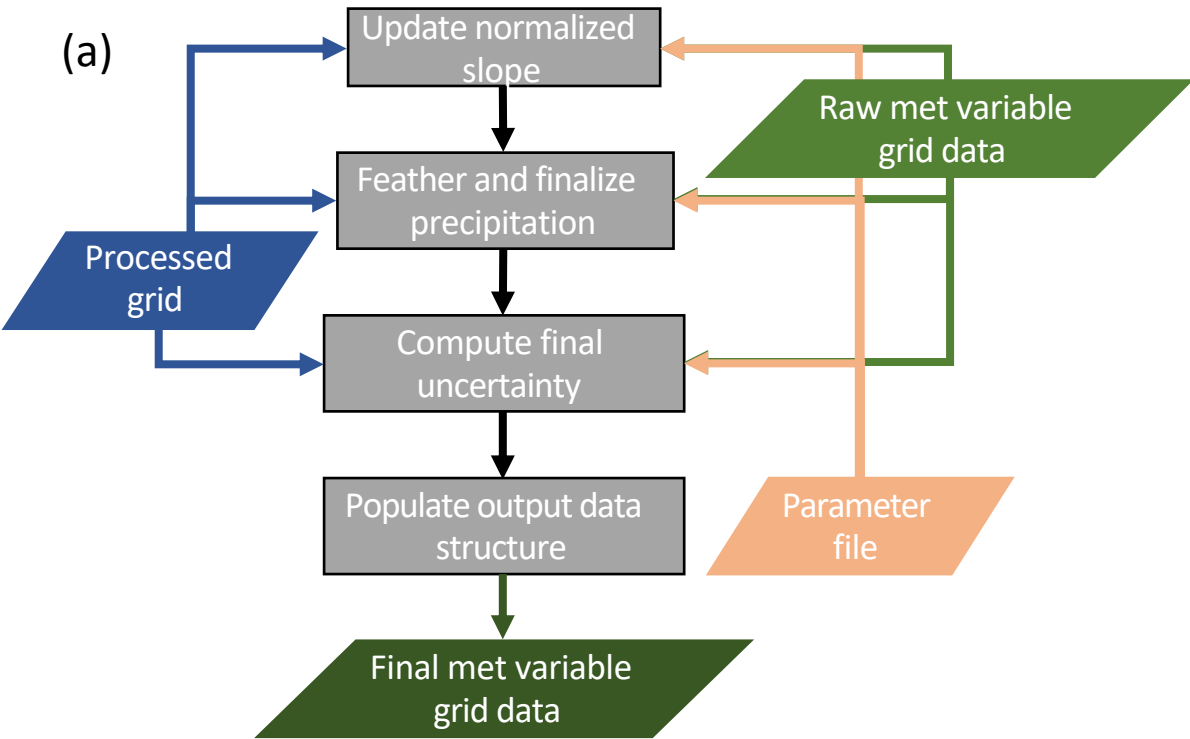 (a)
Update normalized
slope
Raw met variable
grid data
Feather and finalize
precipitation
Processed
grid
Compute final
uncertainty
Populate output data
structure
Parameter
file
Final met variable
grid data